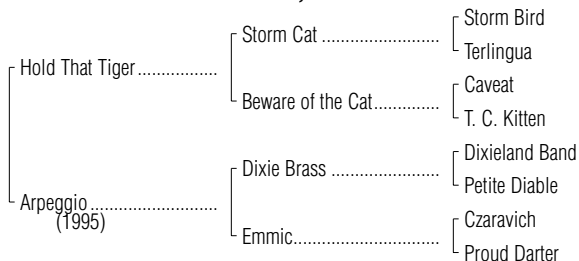 Storm Bird
Storm Cat ..........................
Terlingua
Hold That Tiger .................
Caveat
Beware of the Cat ..............
T. C. Kitten
Dixieland Band
Dixie Brass ........................
Petite Diable
Arpeggio ...........................
(1995)
Czaravich
Emmic ................................
Proud Darter